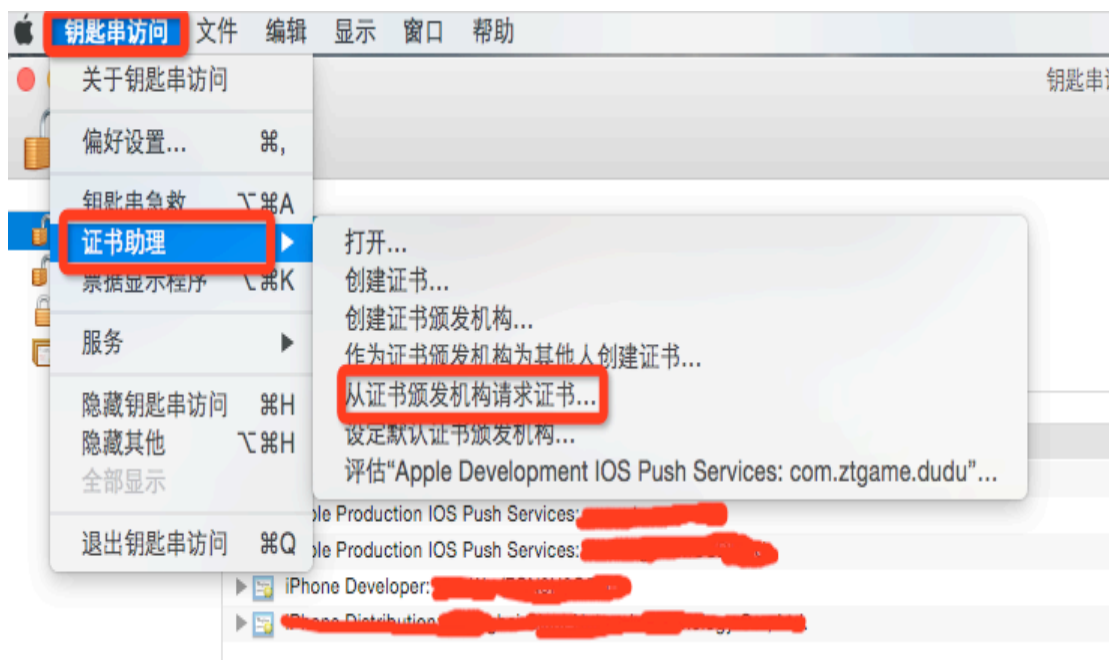 钥匙串访问 文件 编辑 显示 窗口 帮助
钥匙串
关于钥匙串访问
偏好设置... ⌘,
钥匙串急救 ⌥⌘A
证书助理
票据显示程序 ⌥⌘K
服务
隐藏钥匙串访问 ⌘H
隐藏其他 ⌥⌘H
全部显示
退出钥匙串访问 ⌘Q
打开...
创建证书...
创建证书颁发机构...
作为证书颁发机构为其他人创建证书...
从证书颁发机构请求证书...
设定默认证书颁发机构...
评估“Apple Development IOS Push Services: com.ztgame.dudu”...
ple Production IOS Push Services:
ple Production IOS Push Services:
iPhone Developer:
iPhone Distribution